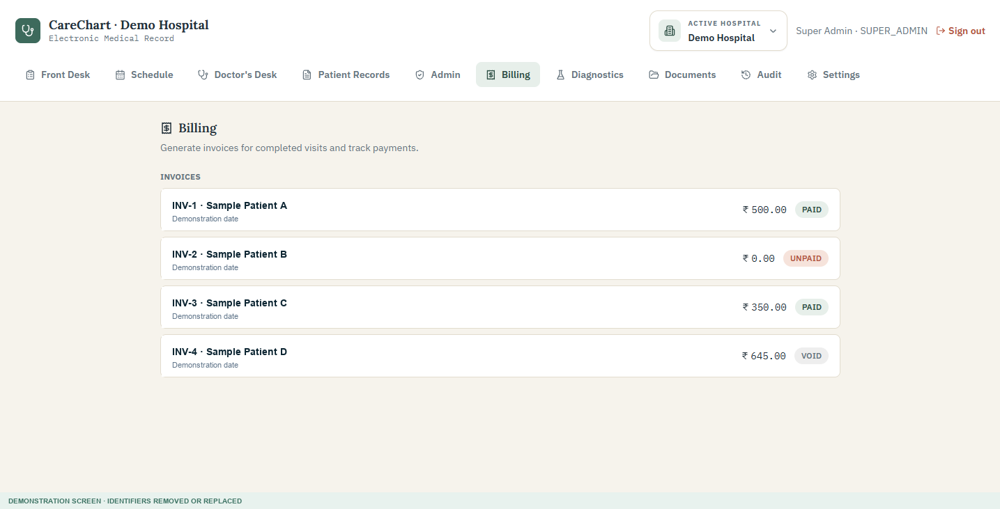 CareChart · Demo Hospital
Electronic Medical Record
ACTIVE HOSPITAL
Demo Hospital
Super Admin · SUPER_ADMIN
Sign out
Front Desk
Schedule
Doctor's Desk
Patient Records
Admin
Billing
Diagnostics
Documents
Audit
Settings
Billing
Generate invoices for completed visits and track payments.
INVOICES
INV-1 · Sample Patient A
Demonstration date
₹ 500.00 PAID
INV-2 · Sample Patient B
Demonstration date
₹ 0.00 UNPAID
INV-3 · Sample Patient C
Demonstration date
₹ 350.00 PAID
INV-4 · Sample Patient D
Demonstration date
₹ 645.00 VOID
DEMONSTRATION SCREEN · IDENTIFIERS REMOVED OR REPLACED